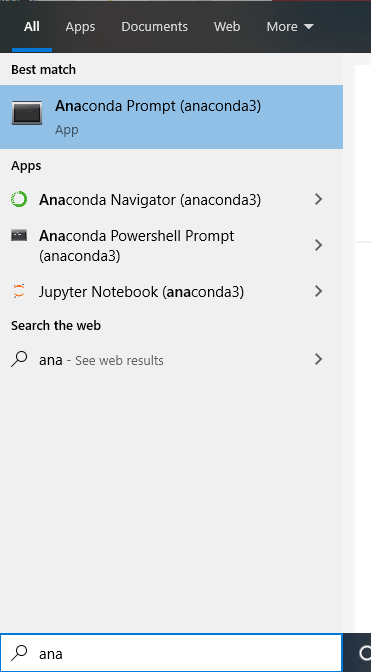 All Apps Documents Web More
Best match
Anaconda Prompt (anaconda3)
App
Apps
Anaconda Navigator (anaconda3)
Anaconda Powershell Prompt
(anaconda3)
Jupyter Notebook (anaconda3)
Search the web
ana - See web results
ana